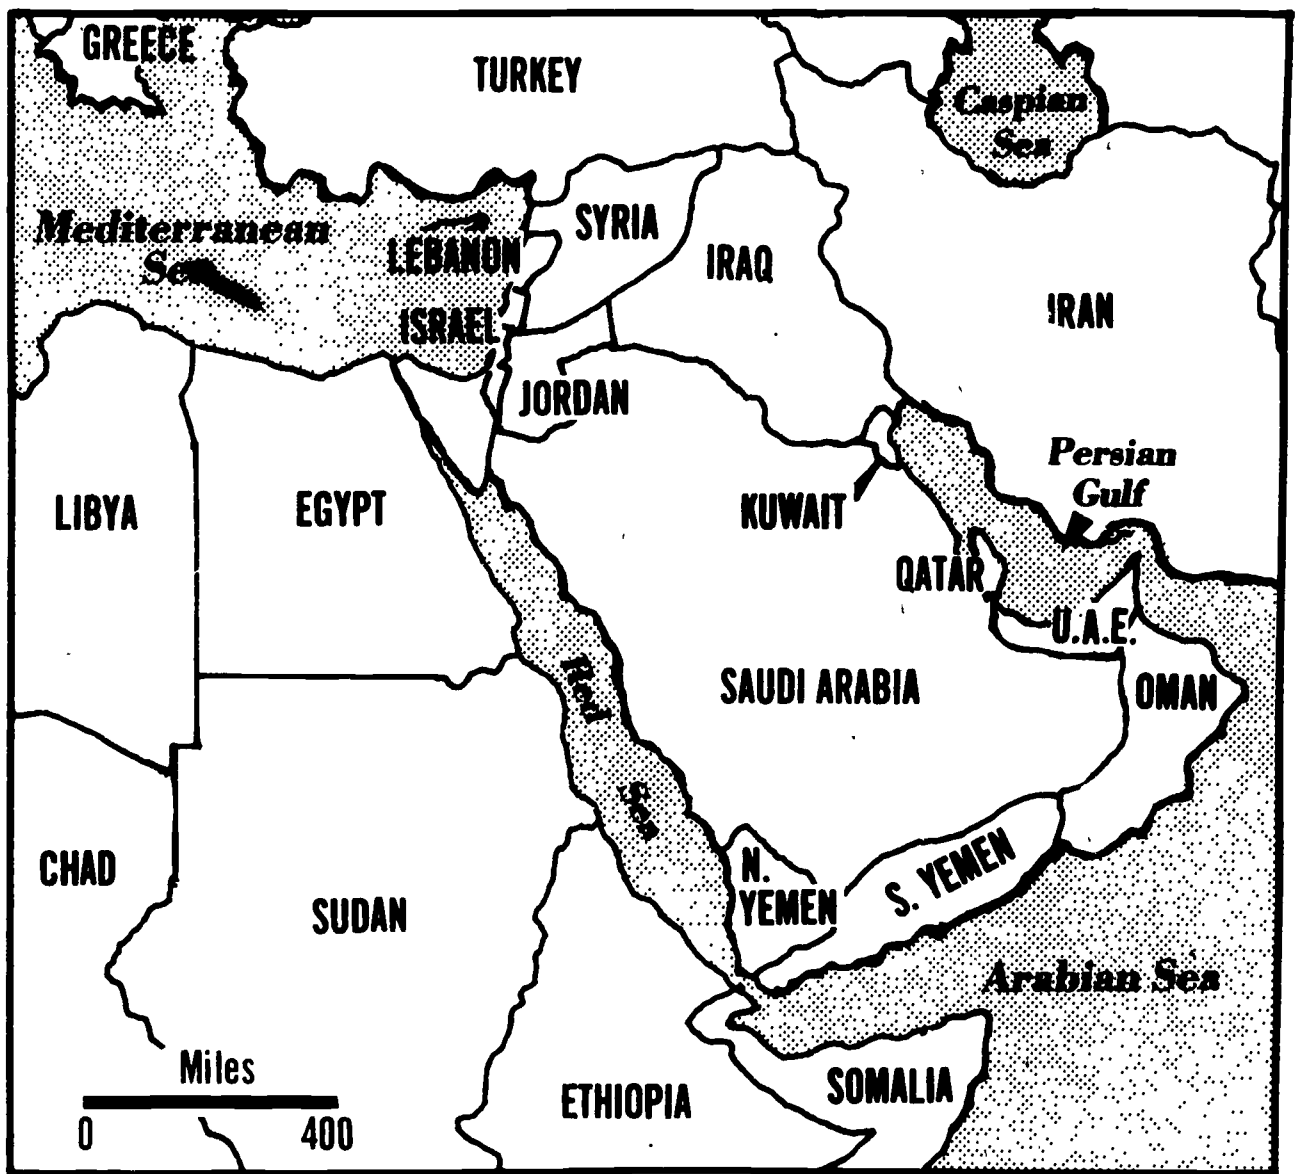 GREECE
TURKEY
Caspian
Sea
Mediterranean
Sea
LEBANON
SYRIA
IRAQ
IRAN
ISRAEL
JORDAN
LIBYA
EGYPT
KUWAIT
Persian
Gulf
QATAR
U.A.E.
Red
Sea
SAUDI ARABIA
OMAN
CHAD
SUDAN
N.
YEMEN
S. YEMEN
Arabian Sea
Miles
0 400
ETHIOPIA
SOMALIA